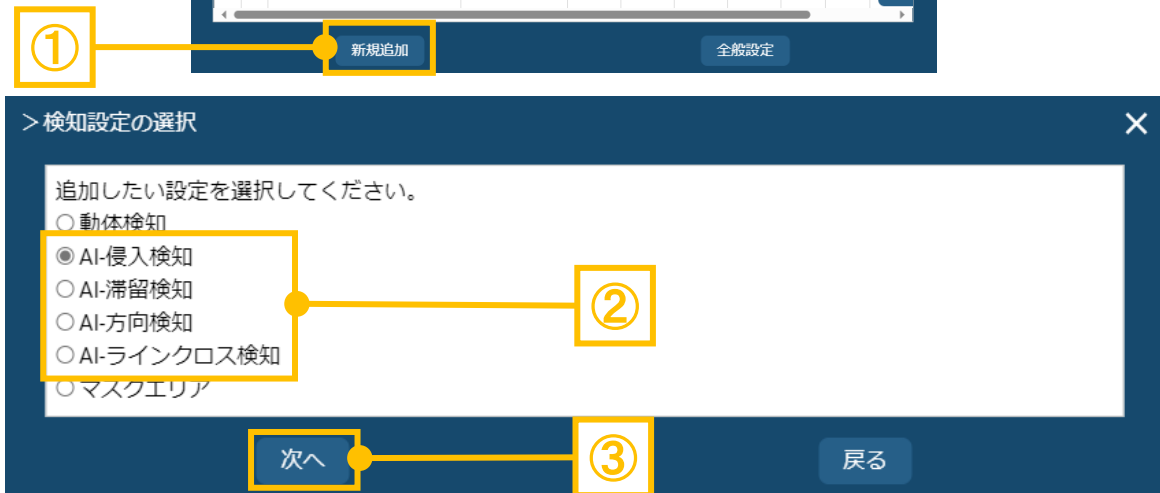 ①
新規追加
全般設定
＞検知設定の選択
×
追加したい設定を選択してください。
動体検知
AI-侵入検知
AI-滞留検知
②
AI-方向検知
AI-ラインクロス検知
マスクエリア
次へ
③
戻る